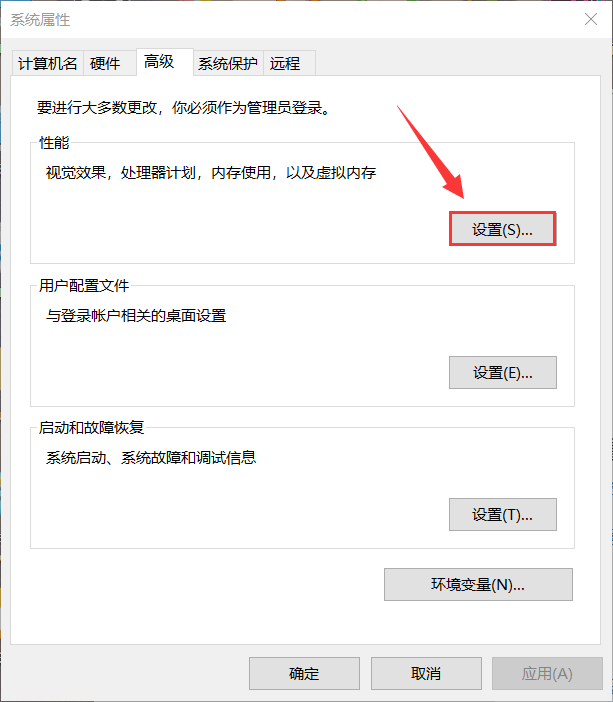 系统属性
计算机名 硬件 高级 系统保护 远程
要进行大多数更改，你必须作为管理员登录。
性能
视觉效果，处理器计划，内存使用，以及虚拟内存
设置(S)...
用户配置文件
与登录帐户相关的桌面设置
设置(E)...
启动和故障恢复
系统启动、系统故障和调试信息
设置(T)...
环境变量(N)...
确定 取消 应用(A)